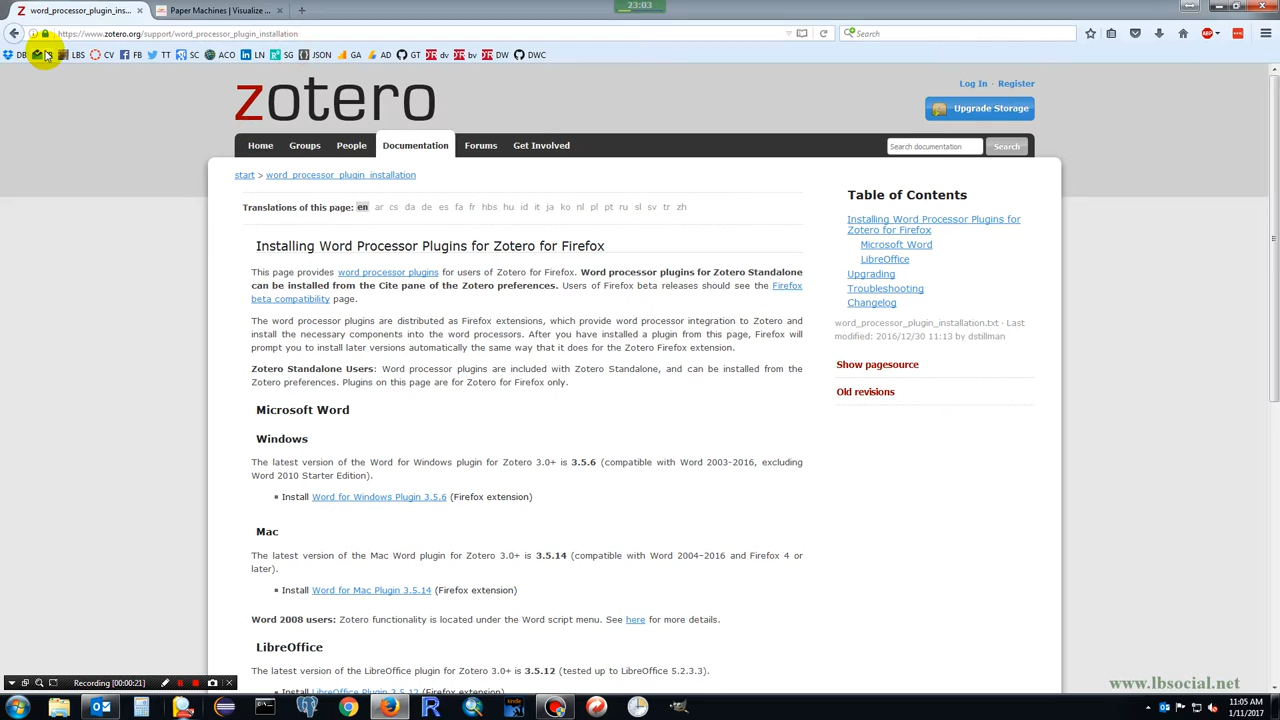 word_processor_plugin_ins...
Paper Machines | Visualize ...
23:03
https://www.zotero.org/support/word_processor_plugin_installation
Search
DB
LBS
CV
FB
TT
SC
ACO
LN
SG
JSON
GA
AD
GT
dv
bv
DW
DWC
zotero
Log In · Register
Upgrade Storage
Home
Groups
People
Documentation
Forums
Get Involved
Search documentation
Search
start > word_processor_plugin_installation
Translations of this page: en ar cs da de es fa fr hbs hu id it ja ko nl pl pt ru sl sv tr zh
Installing Word Processor Plugins for Zotero for Firefox
This page provides word processor plugins for users of Zotero for Firefox. Word processor plugins for Zotero Standalone
can be installed from the Cite pane of the Zotero preferences. Users of Firefox beta releases should see the Firefox
beta compatibility page.
The word processor plugins are distributed as Firefox extensions, which provide word processor integration to Zotero and
install the necessary components into the word processors. After you have installed a plugin from this page, Firefox will
prompt you to install later versions automatically the same way that it does for the Zotero Firefox extension.
Zotero Standalone Users: Word processor plugins are included with Zotero Standalone, and can be installed from the
Zotero preferences. Plugins on this page are for Zotero for Firefox only.
Microsoft Word
Windows
The latest version of the Word for Windows plugin for Zotero 3.0+ is 3.5.6 (compatible with Word 2003-2016, excluding
Word 2010 Starter Edition).
Install Word for Windows Plugin 3.5.6 (Firefox extension)
Mac
The latest version of the Mac Word plugin for Zotero 3.0+ is 3.5.14 (compatible with Word 2004–2016 and Firefox 4 or
later).
Install Word for Mac Plugin 3.5.14 (Firefox extension)
Word 2008 users: Zotero functionality is located under the Word script menu. See here for more details.
LibreOffice
The latest version of the LibreOffice plugin for Zotero 3.0+ is 3.5.12 (tested up to LibreOffice 5.2.3.3).
Install LibreOffice Plugin 3.5.12 (Firefox extension)
Table of Contents
Installing Word Processor Plugins for
Zotero for Firefox
Microsoft Word
LibreOffice
Upgrading
Troubleshooting
Changelog
word_processor_plugin_installation.txt · Last
modified: 2016/12/30 11:13 by dstillman
Show pagesource
Old revisions
Recording [00:00:21]
www.lbsocial.net
11:05 AM
1/11/2017